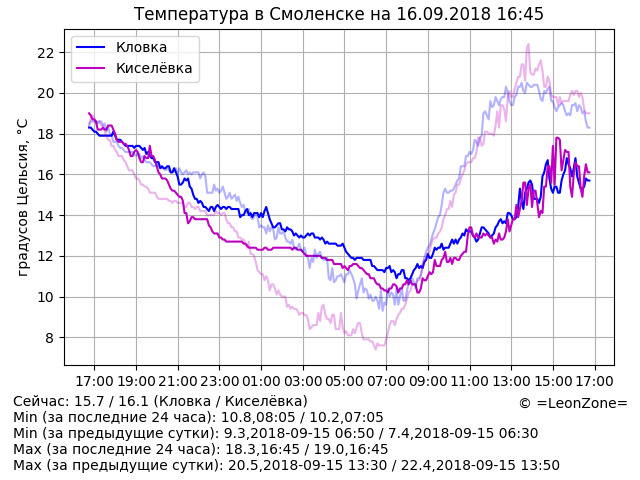 Температура в Смоленске на 16.09.2018 16:45
Кловка
Киселёвка
градусов Цельсия, °C
22
20
18
16
14
12
10
8
17:00 19:00 21:00 23:00 01:00 03:00 05:00 07:00 09:00 11:00 13:00 15:00 17:00
Сейчас: 15.7 / 16.1 (Кловка / Киселёвка)
© =LeonZone=
Min (за последние 24 часа): 10.8,08:05 / 10.2,07:05
Min (за предыдущие сутки): 9.3,2018-09-15 06:50 / 7.4,2018-09-15 06:30
Max (за последние 24 часа): 18.3,16:45 / 19.0,16:45
Max (за предыдущие сутки): 20.5,2018-09-15 13:30 / 22.4,2018-09-15 13:50